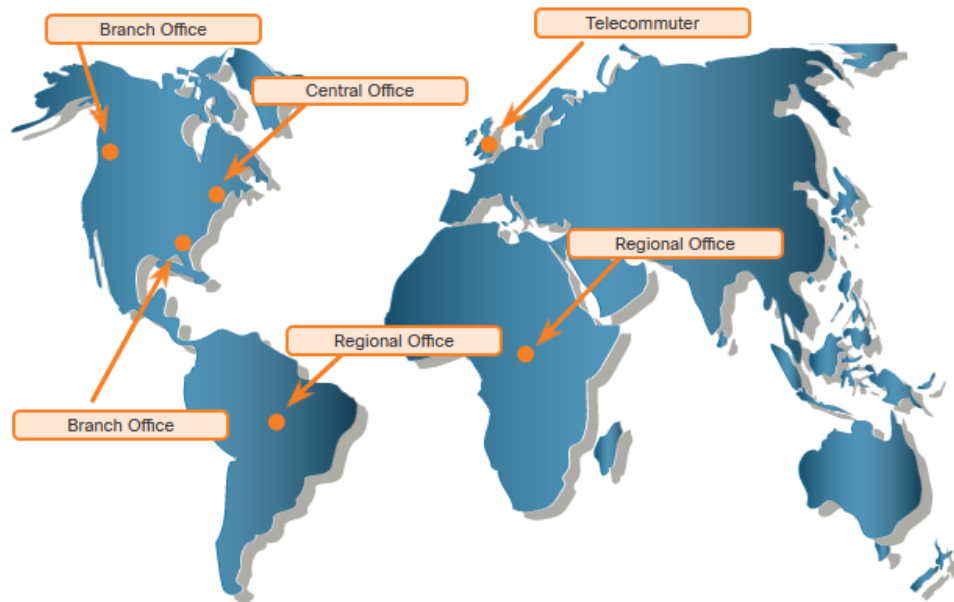 Branch Office
Telecommuter
Central Office
Regional Office
Regional Office
Branch Office